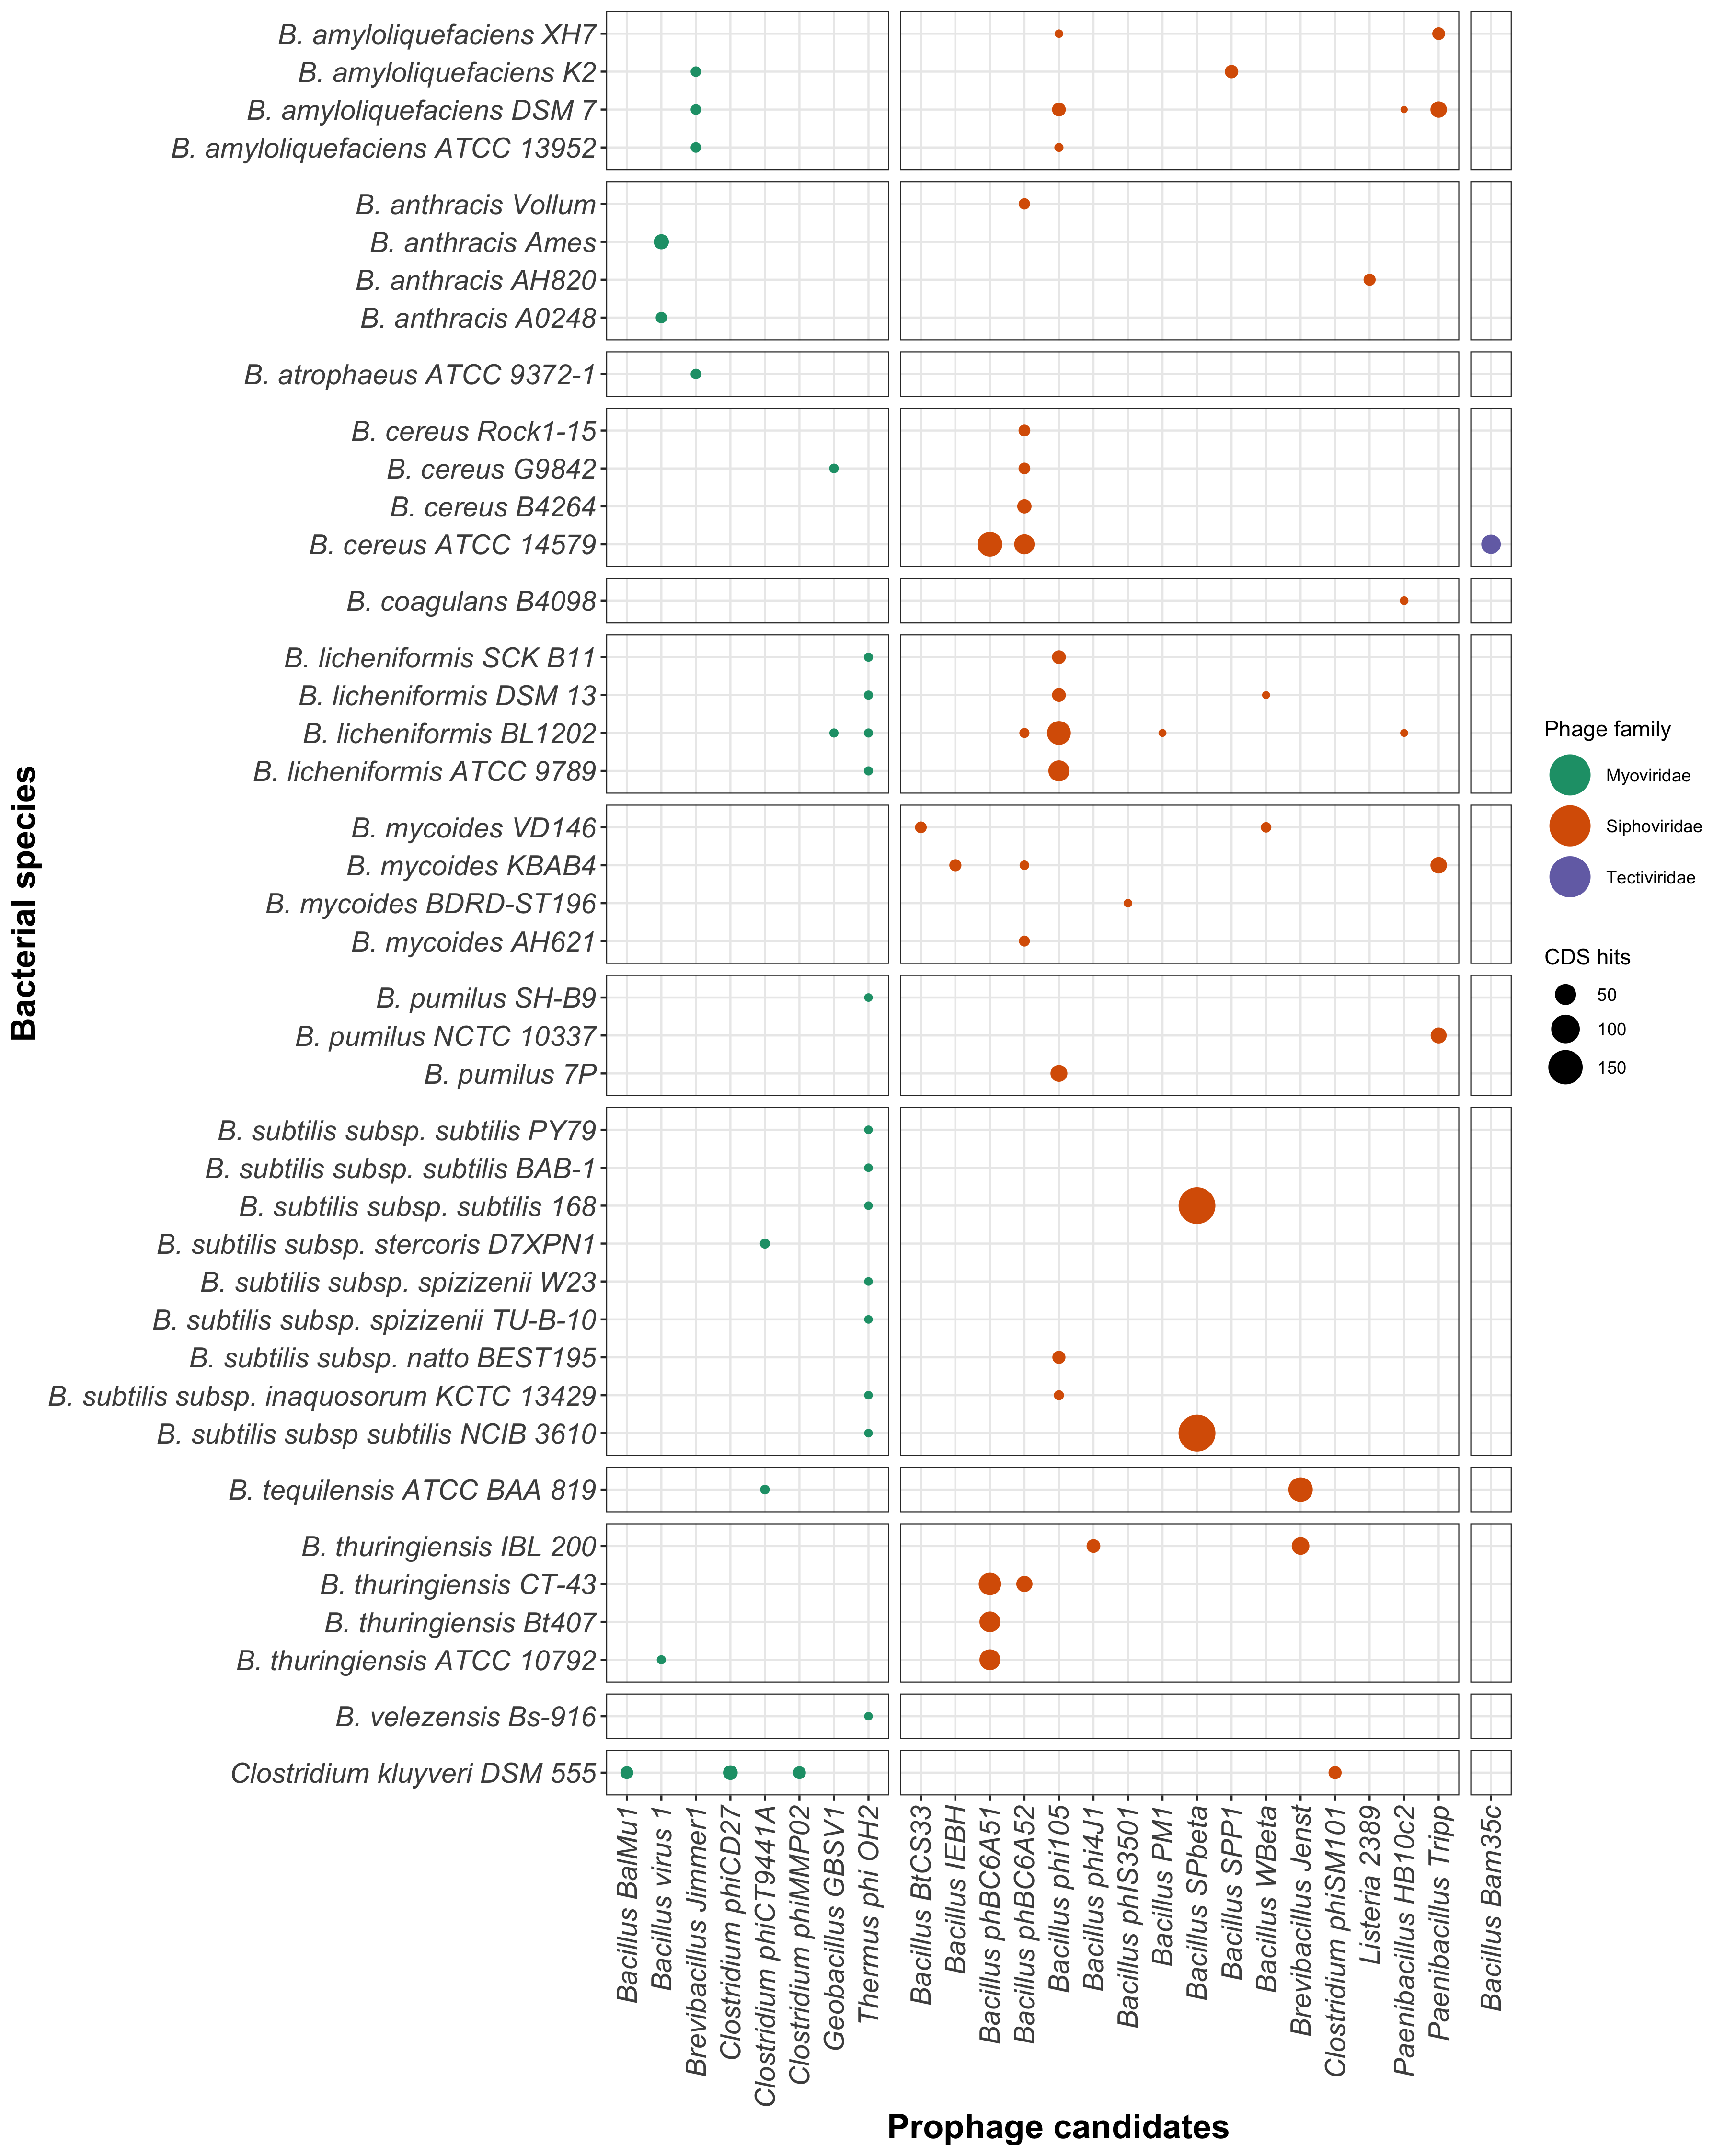 B. amyloliquefaciens XH7
B. amyloliquefaciens K2
B. amyloliquefaciens DSM 7
B. amyloliquefaciens ATCC 13952
B. anthracis Vollum
B. anthracis Ames
B. anthracis AH820
B. anthracis A0248
B. atrophaeus ATCC 9372-1
B. cereus Rock1-15
B. cereus G9842
B. cereus B4264
B. cereus ATCC 14579
B. coagulans B4098
B. licheniformis SCK B11
B. licheniformis DSM 13
B. licheniformis BL1202
B. licheniformis ATCC 9789
B. mycoides VD146
B. mycoides KBAB4
B. mycoides BDRD-ST196
B. mycoides AH621
B. pumilus SH-B9
B. pumilus NCTC 10337
B. pumilus 7P
B. subtilis subsp. subtilis PY79
B. subtilis subsp. subtilis BAB-1
B. subtilis subsp. subtilis 168
B. subtilis subsp. stercoris D7XPN1
B. subtilis subsp. spizizenii W23
B. subtilis subsp. spizizenii TU-B-10
B. subtilis subsp. natto BEST195
B. subtilis subsp. inaquosorum KCTC 13429
B. subtilis subsp subtilis NCIB 3610
B. tequilensis ATCC BAA 819
B. thuringiensis IBL 200
B. thuringiensis CT-43
B. thuringiensis Bt407
B. thuringiensis ATCC 10792
B. velezensis Bs-916
Clostridium kluyveri DSM 555
Bacterial species
Bacillus BalMu1
Bacillus virus 1
Brevibacillus Jimmer1
Clostridium phiCD27
Clostridium phiCT9441A
Clostridium phiMMP02
Geobacillus GBSV1
Thermus phi OH2
Bacillus BtCS33
Bacillus IEBH
Bacillus phBC6A51
Bacillus phBC6A52
Bacillus phi105
Bacillus phi4J1
Bacillus phIS3501
Bacillus PM1
Bacillus SPbeta
Bacillus SPP1
Bacillus WBeta
Brevibacillus Jenst
Clostridium phiSM101
Listeria 2389
Paenibacillus HB10c2
Paenibacillus Tripp
Bacillus Bam35c
Prophage candidates
Phage family
Myoviridae
Siphoviridae
Tectiviridae
CDS hits
50
100
150